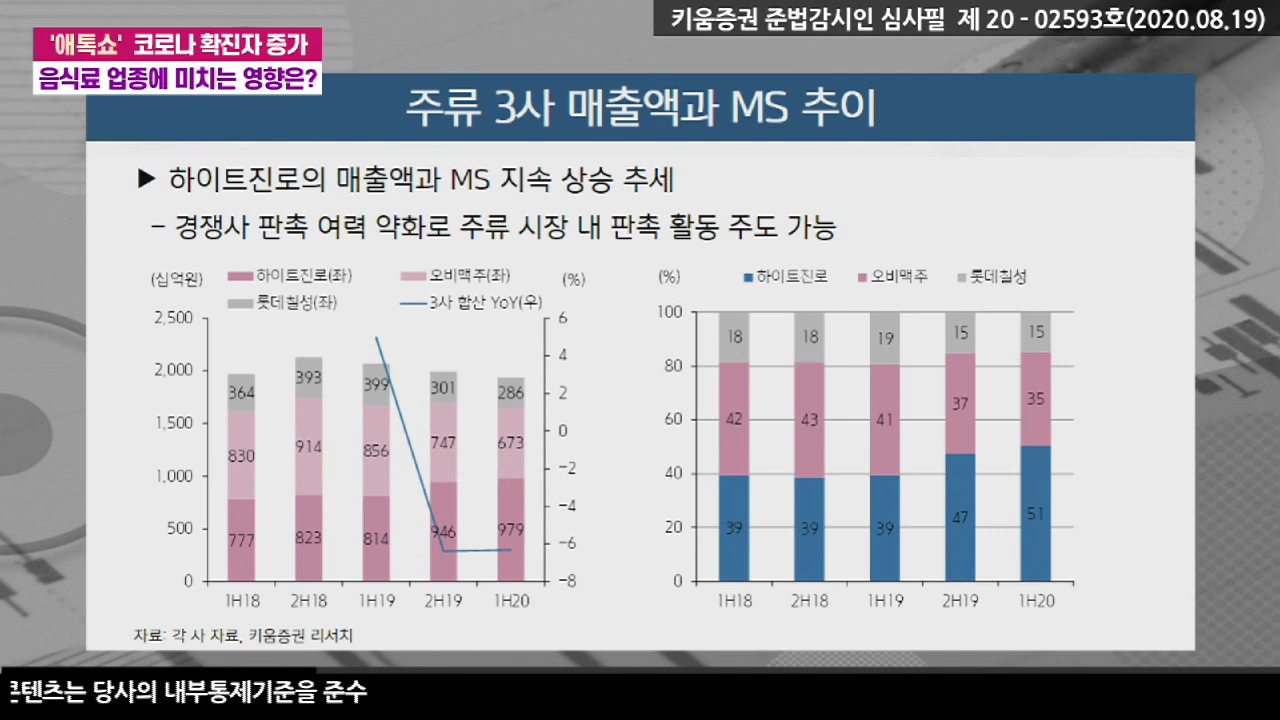 키움증권 준법감시인 심사필 제 20 - 02593호(2020.08.19)
'애톡쇼' 코로나 확진자 증가
음식료 업종에 미치는 영향은?
주류 3사 매출액과 MS 추이
▶ 하이트진로의 매출액과 MS 지속 상승 추세
– 경쟁사 판촉 여력 약화로 주류 시장 내 판촉 활동 주도 가능
(십억원) 하이트진로(좌) 오비맥주(좌) (%)
롯데칠성(좌) 3사 합산 YoY(우)
2,500 6
2,000 4
1,500 2
1,000 0
500 −2
0 −4
−6
−8
364 393 399 301 286
830 914 856 747 673
777 823 814 946 979
1H18 2H18 1H19 2H19 1H20
(%) 하이트진로 오비맥주 롯데칠성
100
80
60
40
20
0
18 18 19 15 15
42 43 41 37 35
39 39 39 47 51
1H18 2H18 1H19 2H19 1H20
자료: 각 사 자료, 키움증권 리서치
콘텐츠는 당사의 내부통제기준을 준수